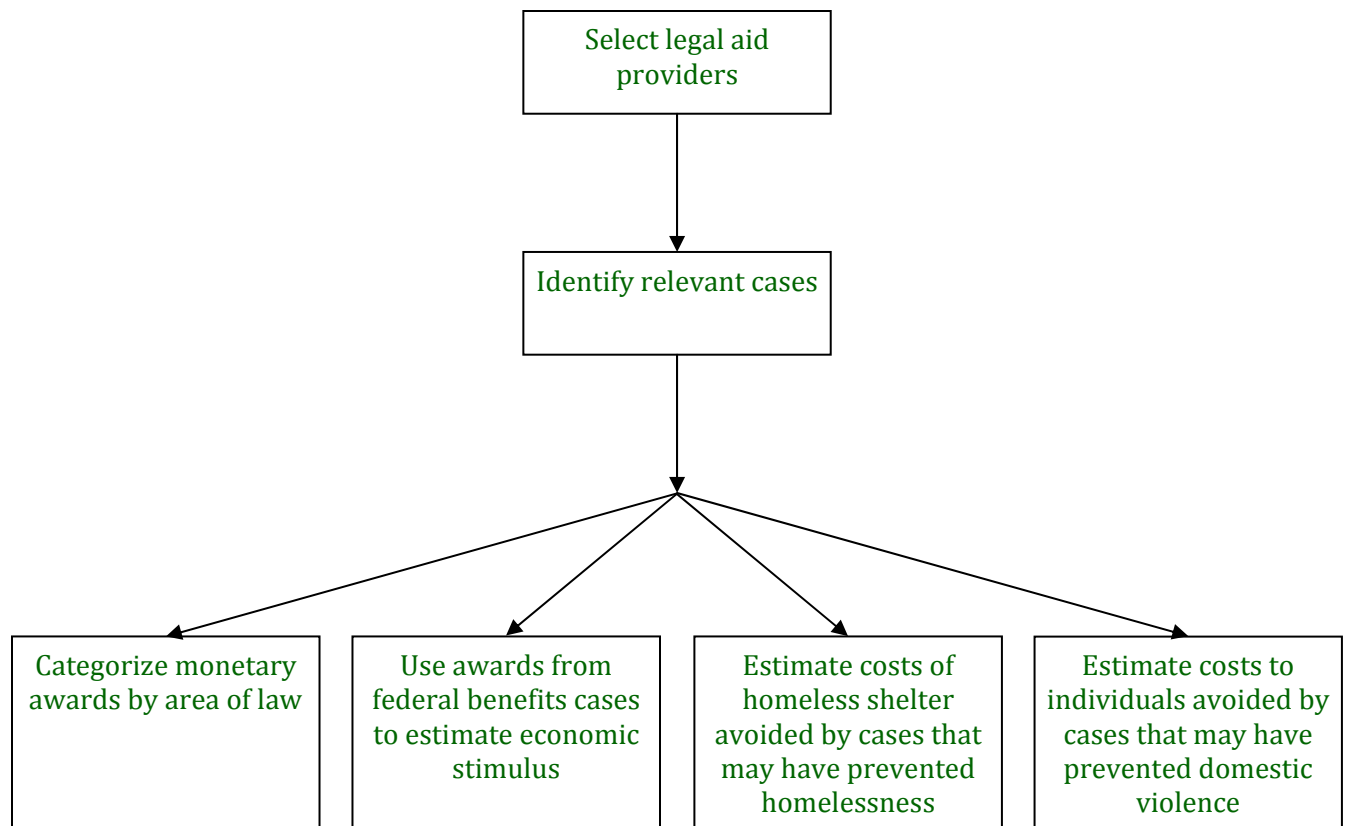 Select legal aid
providers
Identify relevant cases
Categorize monetary
awards by area of law
Use awards from
federal benefits cases
to estimate economic
stimulus
Estimate costs of
homeless shelter
avoided by cases that
may have prevented
homelessness
Estimate costs to
individuals avoided by
cases that may have
prevented domestic
violence